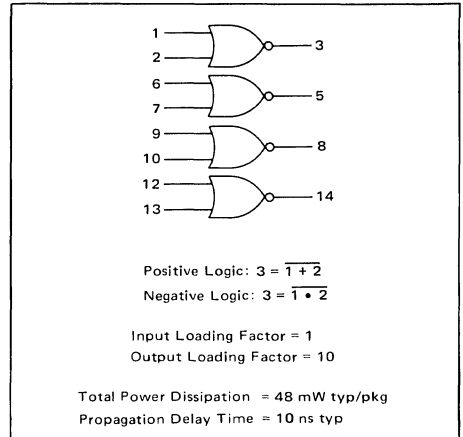 1
2
3
6
7
5
9
10
8
12
13
14
Positive Logic: 3 = \overline{1 + 2}
Negative Logic: 3 = \overline{1 • 2}
Input Loading Factor = 1
Output Loading Factor = 10
Total Power Dissipation = 48 mW typ/pkg
Propagation Delay Time = 10 ns typ